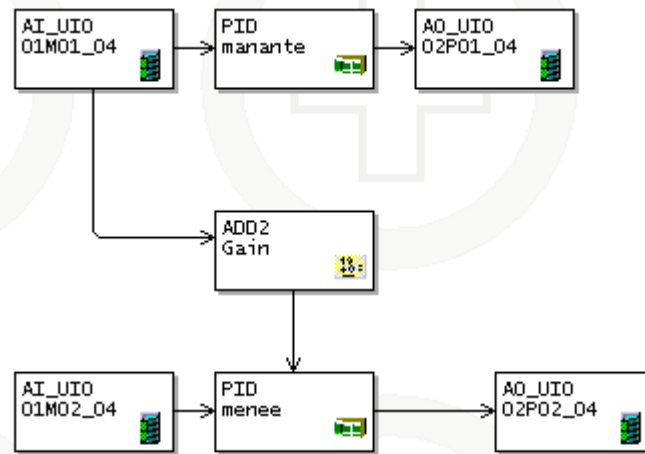 AI_UIO
01M01_04
PID
manante
AO_UIO
02P01_04
ADD2
Gain
AI_UIO
01M02_04
PID
menee
AO_UIO
02P02_04